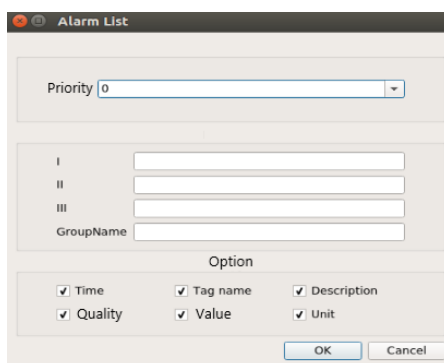 Alarm List
Priority 0
I
II
III
GroupName
Option
Time Tag name Description
Quality Value Unit
OK Cancel